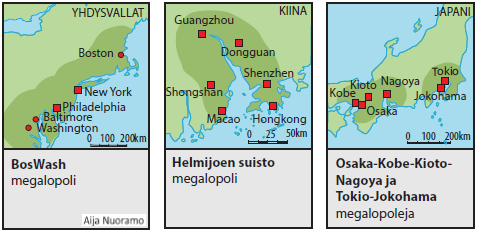 YHDYSVALLAT
Boston
New York
Philadelphia
Baltimore
Washington
0 100 200km
BosWash
megalopoli
Aija Nuoramo
KIINA
Guangzhou
Dongguan
Shenzhen
Shongshan
Macao
Hongkong
0 25 50km
Helmijoen suisto
megalopoli
JAPANI
Tokio
Nagoya
Kioto
Kobe
Jokohama
Osaka
0 100 200km
Osaka-Kobe-Kioto-
Nagoya ja
Tokio-Jokohama
megalopoleja